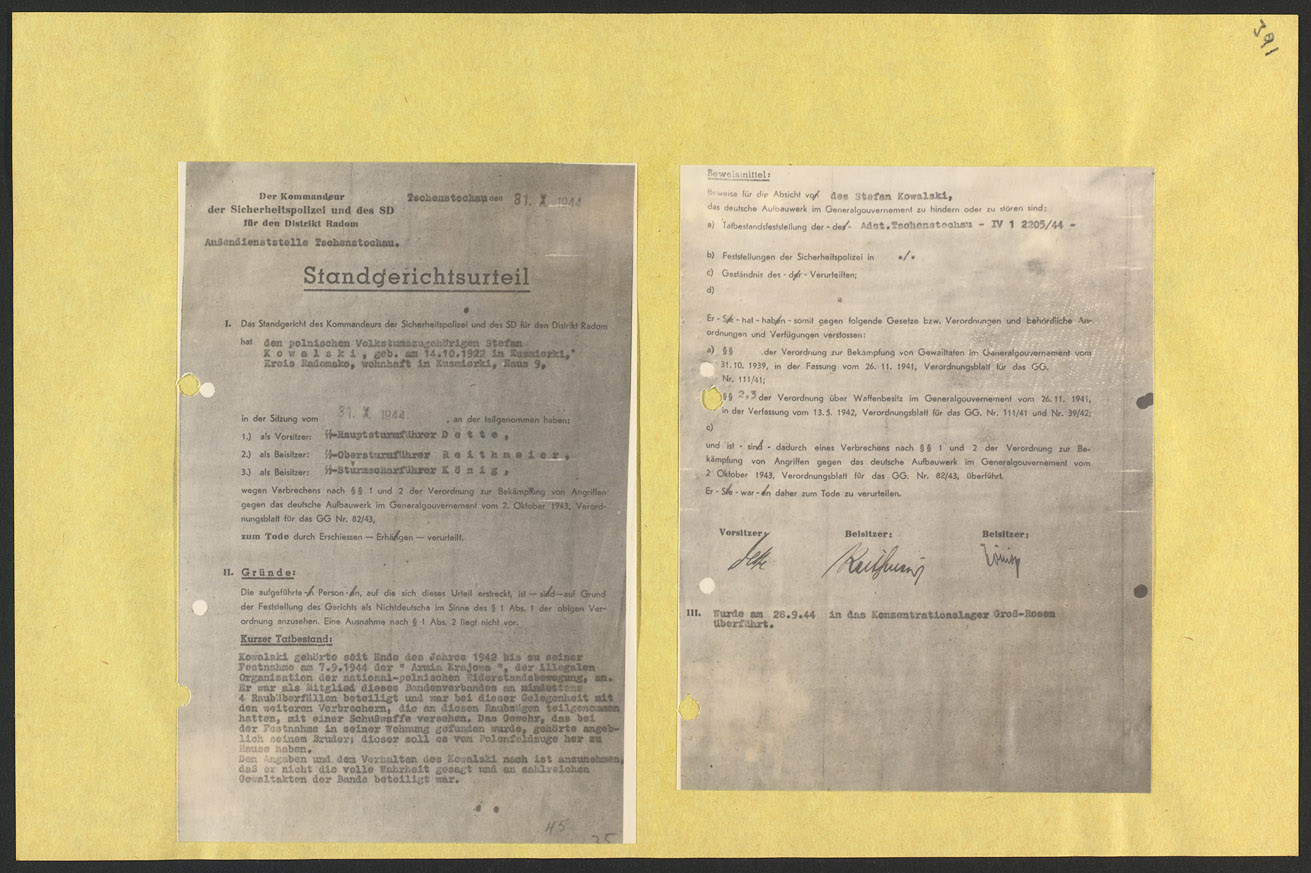 391
Der Kommandeur
der Sicherheitspolizei und des SD
für den Distrikt Radom
Tschenstochau den 31. X. 1944
Außendienststelle Tschenstochau.
Standgerichtsurteil
I. Das Standgericht des Kommandeurs der Sicherheitspolizei und des SD für den Distrikt Radom
hat den polnischen Volkstumszugehörigen Stefan
K o w a l s k i , geb. am 14.10.1922 in Kusmierki,
Kreis Radomsko, wohnhaft in Kusmierki, Haus 9,
in der Sitzung vom 31. X. 1944 , an der teilgenommen haben:
1.) als Vorsitzer: SS-Hauptsturmführer D e t t e ,
2.) als Beisitzer: SS-Obersturmführer R e i t h m e i e r ,
3.) als Beisitzer: SS-Sturmscharführer K ö n i g ,
wegen Verbrechens nach §§ 1 und 2 der Verordnung zur Bekämpfung von Angriffen
gegen das deutsche Aufbauwerk im Generalgouvernement vom 2. Oktober 1943, Verord-
nungsblatt für das GG Nr. 82/43,
zum Tode durch Erschiessen — Erhängen — verurteilt.
II. Gründe:
Die aufgeführte-n Person-en, auf die sich dieses Urteil erstreckt, ist — sind — auf Grund
der Feststellung des Gerichts als Nichtdeutsche im Sinne des § 1 Abs. 1 der obigen Ver-
ordnung anzusehen. Eine Ausnahme nach § 1 Abs. 2 liegt nicht vor.
Kurzer Tatbestand:
Kowalski gehörte seit Ende des Jahres 1942 bis zu seiner
Festnahme am 7.9.1944 der " Armia Krajowa ", der illegalen
Organisation der national-polnischen Widerstandsbewegung, an.
Er war als Mitglied dieses Bandenverbandes an mindestens
4 Raubüberfällen beteiligt und war bei dieser Gelegenheit mit
den weiteren Verbrechern, die an diesen Raubzügen teilgenommen
hatten, mit einer Schußwaffe versehen. Das Gewehr, das bei
der Festnahme in seiner Wohnung gefunden wurde, gehörte angeb-
lich seinem Bruder; dieser soll es vom Polenfeldzuge her zu
Hause haben.
Den Angaben und dem Verhalten des Kowalski nach ist anzunehmen,
daß er nicht die volle Wahrheit gesagt und an zahlreichen
Gewaltakten der Bande beteiligt war.
45
35
Beweismittel:
Beweise für die Absicht von des Stefan Kowalski,
das deutsche Aufbauwerk im Generalgouvernement zu hindern oder zu stören sind:
a) Tatbestandsfeststellung der - des - Adst.Tschenstochau - IV 1 2205/44 -
b) Feststellungen der Sicherheitspolizei in ./.
c) Geständnis des - der - Verurteilten;
d)
Er - Sie - hat - haben - somit gegen folgende Gesetze bzw. Verordnungen und behördliche An-
ordnungen und Verfügungen verstossen:
a) §§ der Verordnung zur Bekämpfung von Gewalttaten im Generalgouvernement vom
31. 10. 1939, in der Fassung vom 26. 11. 1941, Verordnungsblatt für das GG.
Nr. 111/41;
§§ 2,3 der Verordnung über Waffenbesitz im Generalgouvernement vom 26. 11. 1941,
in der Verfassung vom 13. 5. 1942, Verordnungsblatt für das GG. Nr. 111/41 und Nr. 39/42;
c)
und ist - sind - dadurch eines Verbrechens nach §§ 1 und 2 der Verordnung zur Be-
kämpfung von Angriffen gegen das deutsche Aufbauwerk im Generalgouvernement vom
2 Oktober 1943, Verordnungsblatt für das GG. Nr. 82/43, überführt.
Er - Sie - war - en daher zum Tode zu verurteilen.
Vorsitzer: Beisitzer: Beisitzer:
III. Wurde am 28.9.44 in das Konzentrationslager Groß-Rosen
überführt.